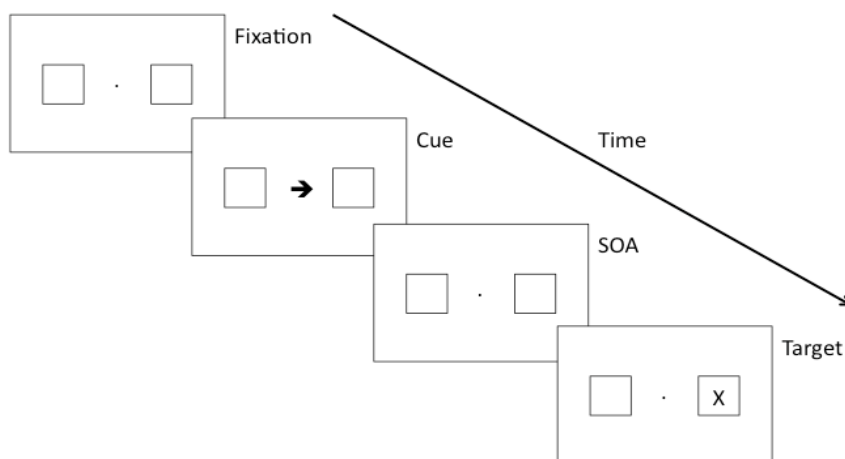 Fixation
Cue
Time
SOA
Target
X